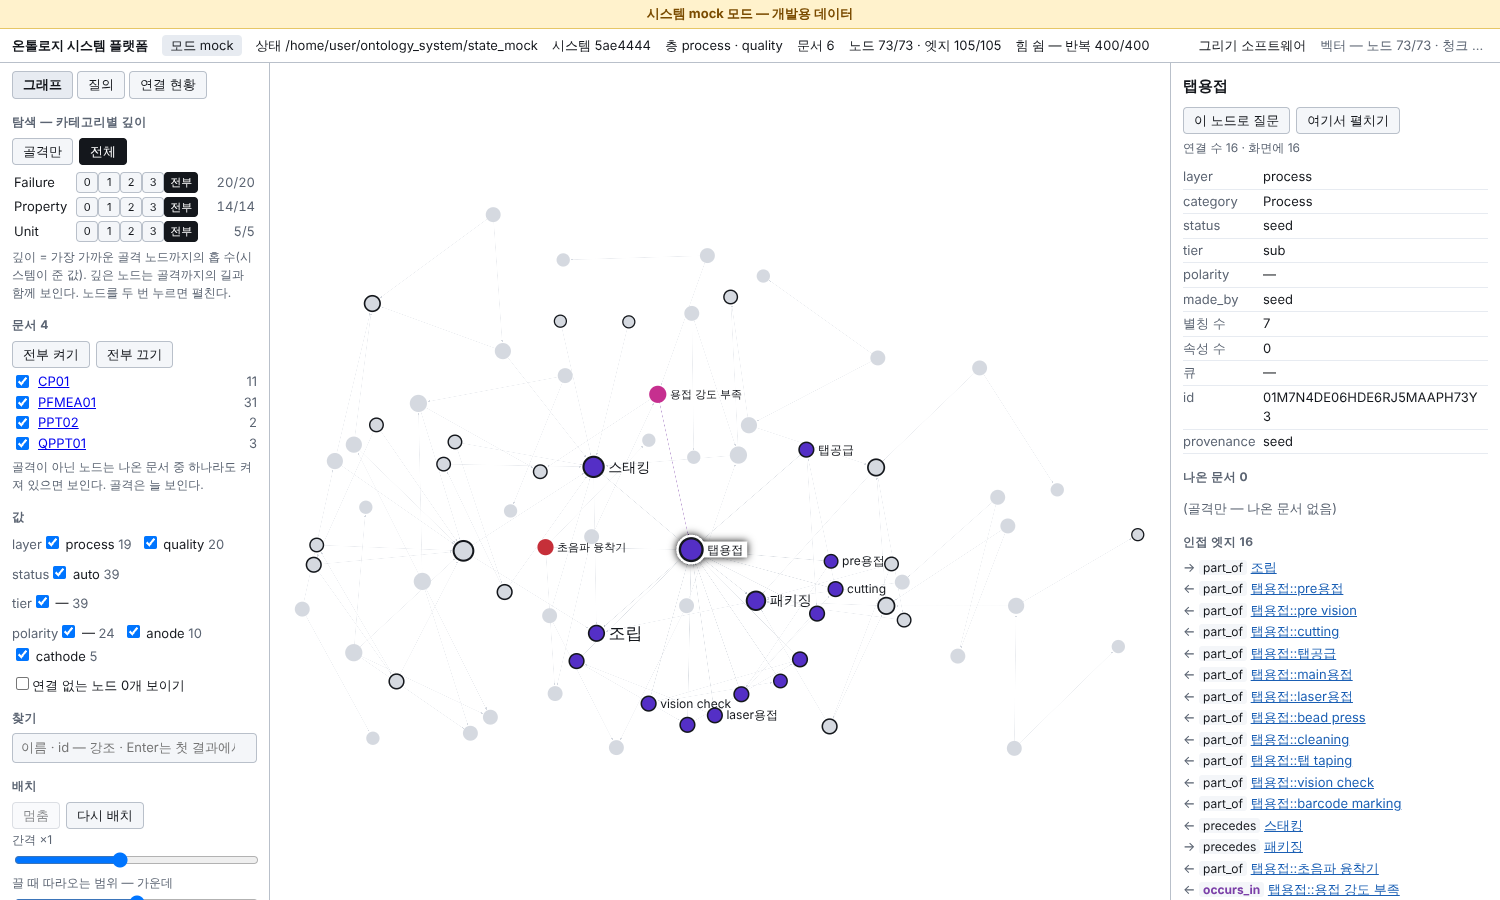 시스템 mock 모드 — 개발용 데이터
온톨로지 시스템 플랫폼 모드 mock 상태 /home/user/ontology_system/state_mock 시스템 5ae4444 층 process · quality 문서 6 노드 73/73 · 엣지 105/105 힘 쉼 — 반복 400/400 그리기 소프트웨어 벡터 — 노드 73/73 · 청크 ...
그래프 질의 연결 현황
탐색 — 카테고리별 깊이
골격만 전체
Failure 0 1 2 3 전부 20/20
Property 0 1 2 3 전부 14/14
Unit 0 1 2 3 전부 5/5
깊이 = 가장 가까운 골격 노드까지의 홉 수(시
스템이 준 값). 깊은 노드는 골격까지의 길과
함께 보인다. 노드를 두 번 누르면 펼친다.
문서 4
전부 켜기 전부 끄기
CP01 11
PFMEA01 31
PPT02 2
QPPT01 3
골격이 아닌 노드는 나온 문서 중 하나라도 켜
져 있으면 보인다. 골격은 늘 보인다.
값
layer process 19 quality 20
status auto 39
tier — 39
polarity — 24 anode 10
cathode 5
연결 없는 노드 0개 보이기
찾기
이름 · id — 강조 · Enter는 첫 결과에서
배치
멈춤 다시 배치
간격 ×1
끌 때 따라오는 범위 — 가운데
용접 강도 부족
탭공급
스태킹
초음파 융착기
탭용접
pre용접
cutting
패키징
조립
vision check
laser용접
탭용접
이 노드로 질문 여기서 펼치기
연결 수 16 · 화면에 16
layer process
category Process
status seed
tier sub
polarity —
made_by seed
별칭 수 7
속성 수 0
큐 —
id 01M7N4DE06HDE6RJ5MAAPH73Y
3
provenance seed
나온 문서 0
(골격만 — 나온 문서 없음)
인접 엣지 16
→ part_of 조립
← part_of 탭용접::pre용접
← part_of 탭용접::pre vision
← part_of 탭용접::cutting
← part_of 탭용접::탭공급
← part_of 탭용접::main용접
← part_of 탭용접::laser용접
← part_of 탭용접::bead press
← part_of 탭용접::cleaning
← part_of 탭용접::탭 taping
← part_of 탭용접::vision check
← part_of 탭용접::barcode marking
← precedes 스태킹
→ precedes 패키징
← part_of 탭용접::초음파 융착기
← occurs_in 탭용접::용접 강도 부족